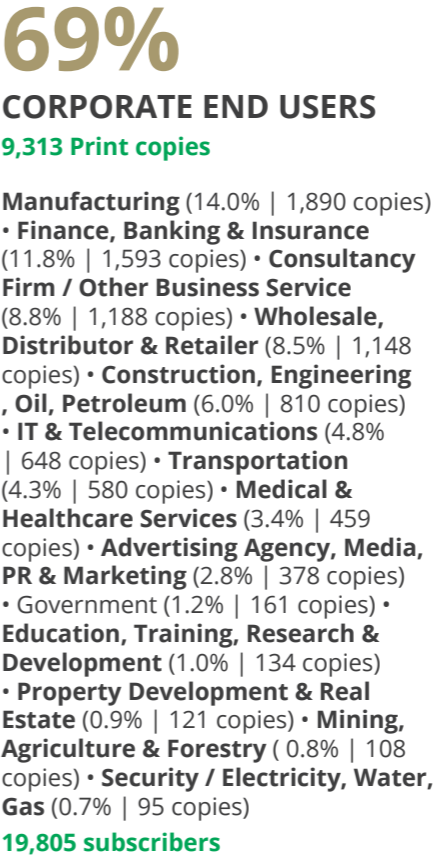 69%
CORPORATE END USERS
9,313 Print copies
Manufacturing (14.0% | 1,890 copies)
• Finance, Banking & Insurance
(11.8% | 1,593 copies) • Consultancy
Firm / Other Business Service
(8.8% | 1,188 copies) • Wholesale,
Distributor & Retailer (8.5% | 1,148
copies) • Construction, Engineering
, Oil, Petroleum (6.0% | 810 copies)
• IT & Telecommunications (4.8%
| 648 copies) • Transportation
(4.3% | 580 copies) • Medical &
Healthcare Services (3.4% | 459
copies) • Advertising Agency, Media,
PR & Marketing (2.8% | 378 copies)
• Government (1.2% | 161 copies) •
Education, Training, Research &
Development (1.0% | 134 copies)
• Property Development & Real
Estate (0.9% | 121 copies) • Mining,
Agriculture & Forestry ( 0.8% | 108
copies) • Security / Electricity, Water,
Gas (0.7% | 95 copies)
19,805 subscribers